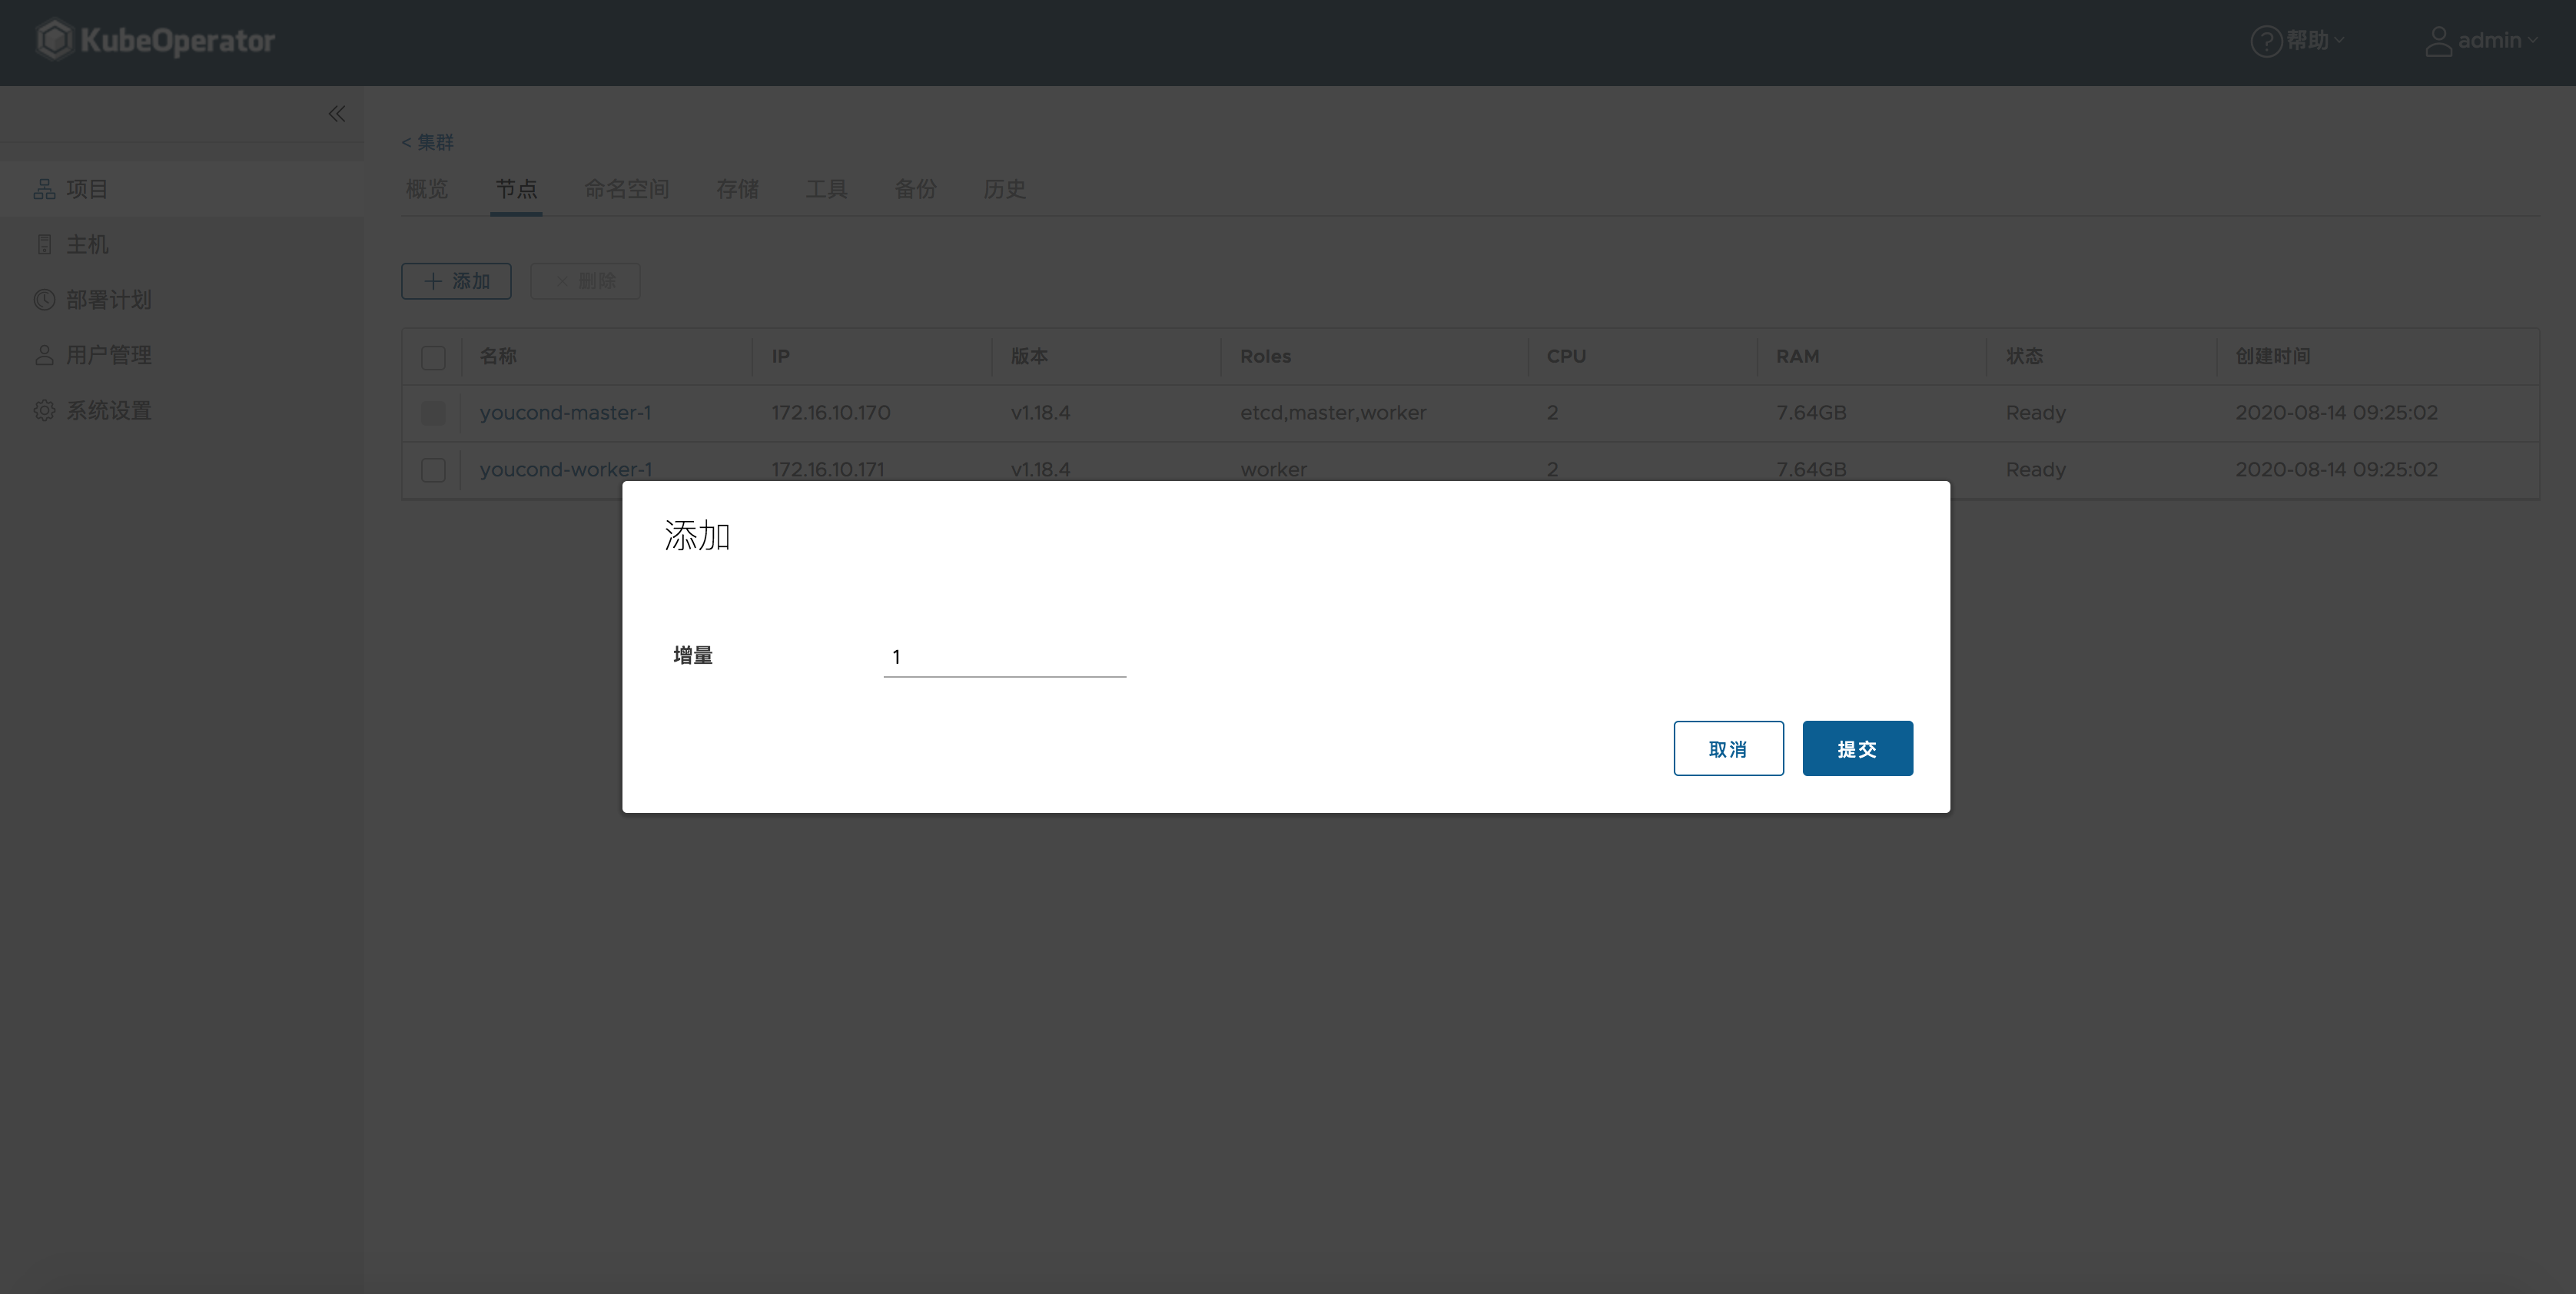 KubeOperator
帮助
admin
< 集群
概览 节点 命名空间 存储 工具 备份 历史
项目
主机
部署计划
用户管理
系统设置
添加 删除
名称 IP 版本 Roles CPU RAM 状态 创建时间
youcond-master-1 172.16.10.170 v1.18.4 etcd,master,worker 2 7.64GB Ready 2020-08-14 09:25:02
youcond-worker-1 172.16.10.171 v1.18.4 worker 2 7.64GB Ready 2020-08-14 09:25:02
添加
增量 1
取消 提交